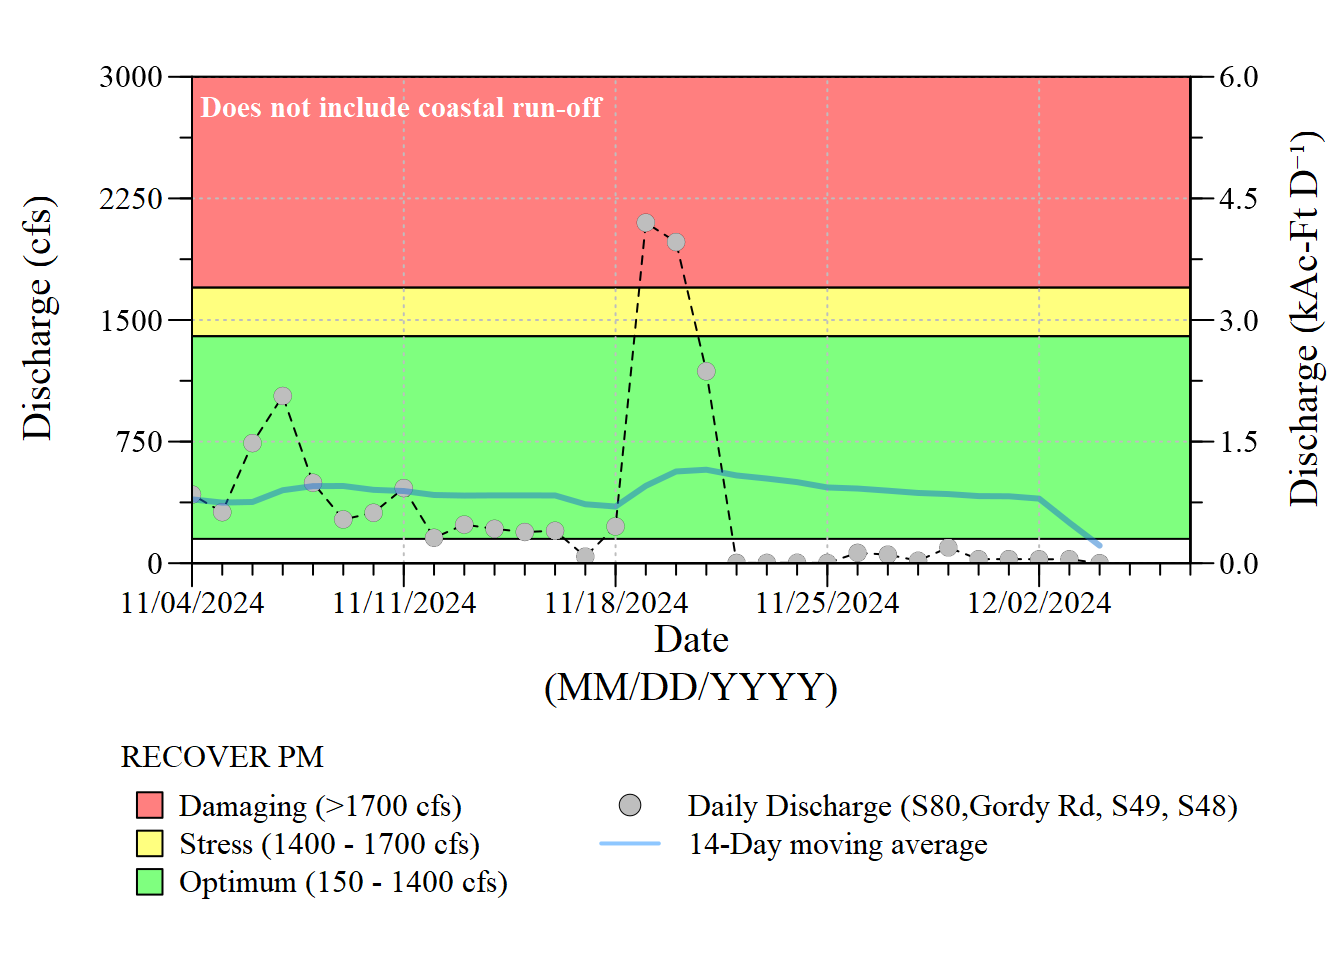 Does not include coastal run-off
3000
2250
1500
750
0
Discharge (cfs)
6.0
4.5
3.0
1.5
0.0
Discharge (kAc-Ft D⁻¹)
11/04/2024
11/11/2024
11/18/2024
11/25/2024
12/02/2024
Date
(MM/DD/YYYY)
RECOVER PM
Damaging (>1700 cfs)
Stress (1400 - 1700 cfs)
Optimum (150 - 1400 cfs)
Daily Discharge (S80,Gordy Rd, S49, S48)
14-Day moving average